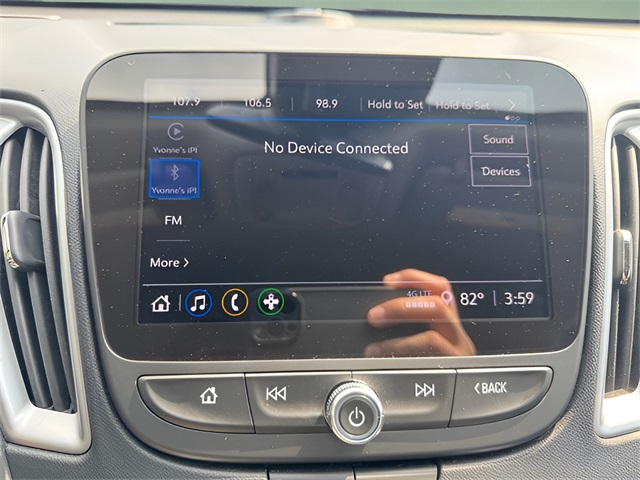 107.9 106.5 98.9 Hold to Set Hold to Set
Yvonne's iPl
No Device Connected
Sound
Yvonne's iPl
Devices
FM
More
4G LTE
82° 3:59
BACK